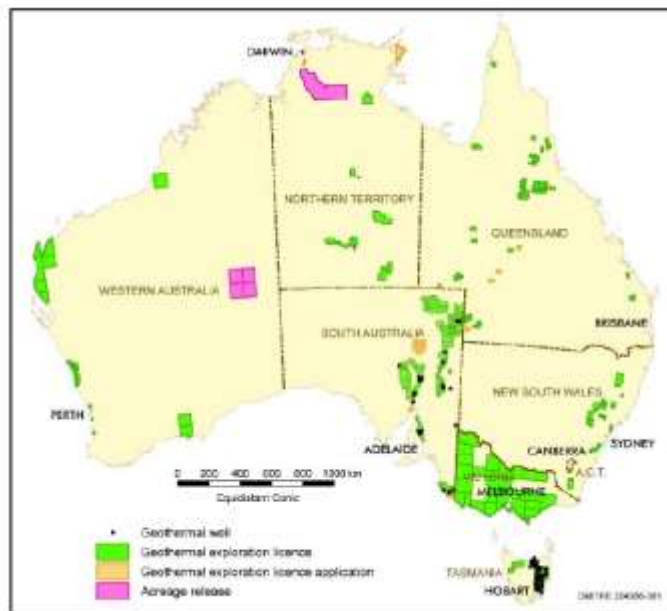 DARWIN
NORTHERN TERRITORY
QUEENSLAND
WESTERN AUSTRALIA
SOUTH AUSTRALIA
BRISBANE
NEW SOUTH WALES
PERTH
ADELAIDE
SYDNEY
CANBERRA
A.C.T.
MELBOURNE
0 200 400 600 800 1000 km
Equidistant Conic
Geothermal well
Geothermal exploration licence
Geothermal exploration licence application
Acreage release
TASMANIA
HOBART